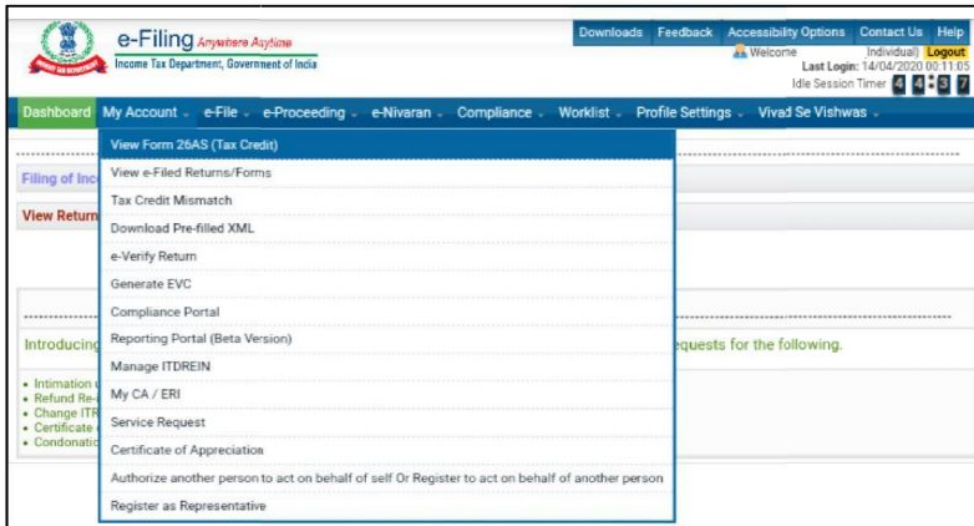 Downloads Feedback Accessibility Options Contact Us Help
e-Filing Anywhere Anytime
Income Tax Department, Government of India
Welcome Individual) Logout
Last Login: 14/04/2020 00:11:05
Idle Session Timer 4 4 : 3 7
Dashboard My Account e-File e-Proceeding e-Nivaran Compliance Worklist Profile Settings Vivad Se Vishwas
View Form 26AS (Tax Credit)
Filing of Inc
View e-Filed Returns/Forms
Tax Credit Mismatch
View Return
Download Pre-filled XML
e-Verify Return
Generate EVC
Compliance Portal
Reporting Portal (Beta Version)
Introducing
equests for the following.
Manage ITDREIN
• Intimation
My CA / ERI
• Refund Re-
• Change ITR
Service Request
• Certificate
• Condonatic
Certificate of Appreciation
Authorize another person to act on behalf of self Or Register to act on behalf of another person
Register as Representative